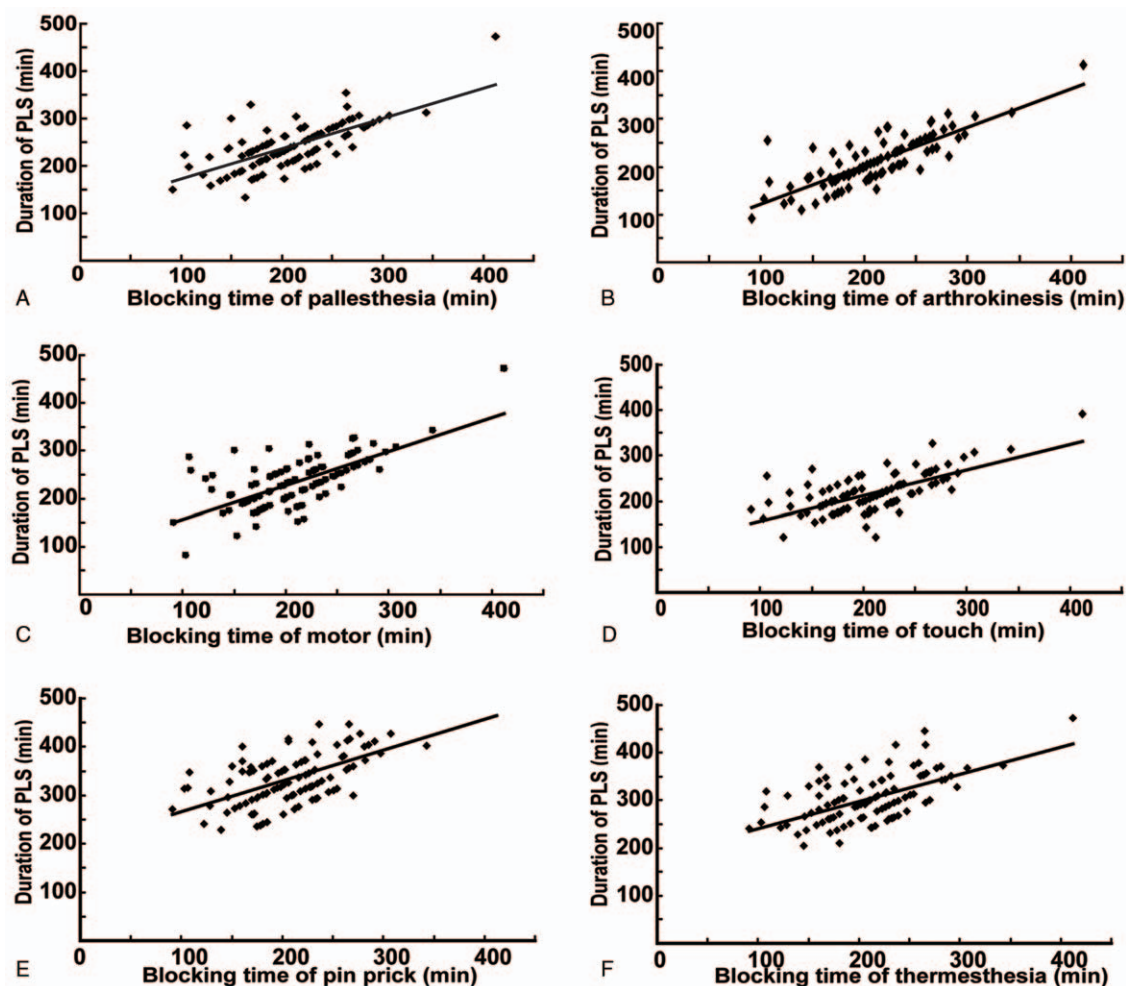 Duration of PLS (min)
500
400
300
200
100
0 100 200 300 400
A Blocking time of pallesthesia (min)
Duration of PLS (min)
500
400
300
200
100
0 100 200 300 400
B Blocking time of arthrokinesis (min)
Duration of PLS (min)
500
400
300
200
100
0 100 200 300 400
C Blocking time of motor (min)
Duration of PLS (min)
500
400
300
200
100
0 100 200 300 400
D Blocking time of touch (min)
Duration of PLS (min)
500
400
300
200
100
0 100 200 300 400
E Blocking time of pin prick (min)
Duration of PLS (min)
500
400
300
200
100
0 100 200 300 400
F Blocking time of thermesthesia (min)